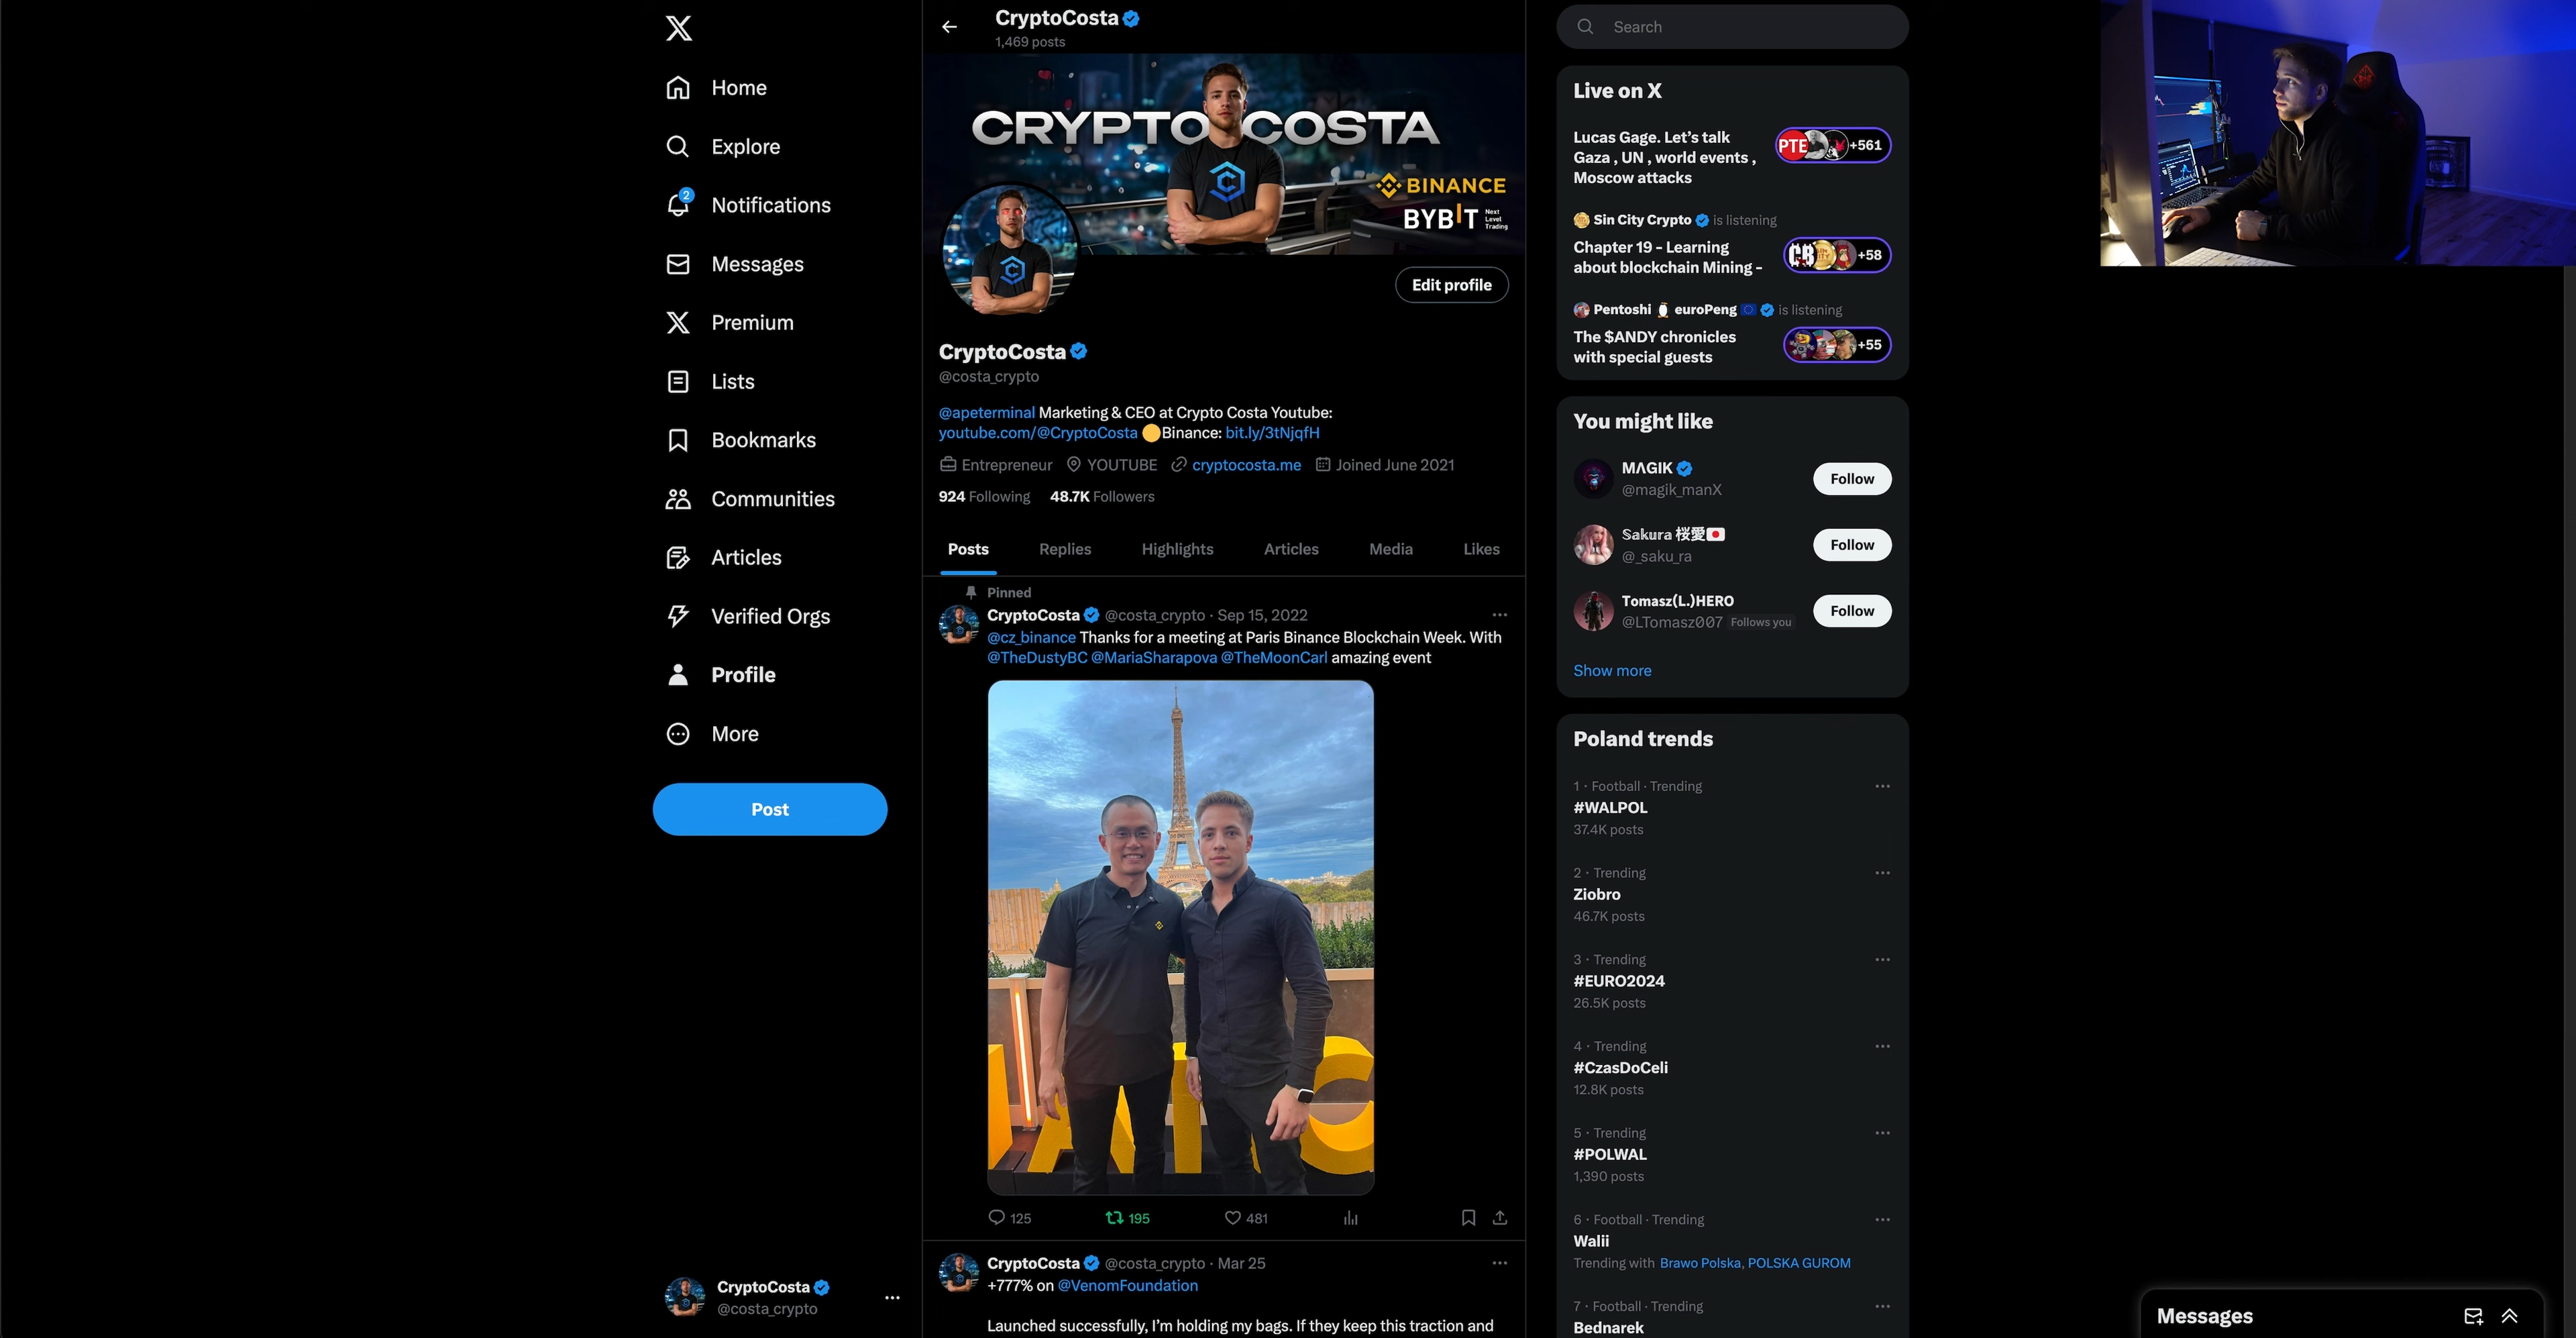 Home
Explore
2
Notifications
Messages
Premium
Lists
Bookmarks
Communities
Articles
Verified Orgs
Profile
More
Post
CryptoCosta
@costa_crypto
CryptoCosta
1,469 posts
CRYPTO COSTA
BINANCE
BYBIT Next
Level
Trading
Edit profile
CryptoCosta
@costa_crypto
@apeterminal Marketing & CEO at Crypto Costa Youtube:
youtube.com/@CryptoCosta 🟡Binance: bit.ly/3tNjqfH
Entrepreneur YOUTUBE cryptocosta.me Joined June 2021
924 Following 48.7K Followers
Posts Replies Highlights Articles Media Likes
Pinned
CryptoCosta @costa_crypto · Sep 15, 2022
@cz_binance Thanks for a meeting at Paris Binance Blockchain Week. With
@TheDustyBC @MariaSharapova @TheMoonCarl amazing event
125 195 481
CryptoCosta @costa_crypto · Mar 25
+777% on @VenomFoundation
Launched successfully, I'm holding my bags. If they keep this traction and
Search
Live on X
Lucas Gage. Let's talk
Gaza , UN , world events ,
Moscow attacks
PTE
+561
Sin City Crypto is listening
Chapter 19 - Learning
about blockchain Mining -
+58
Pentoshi 🐧 euroPeng 🇪🇺 is listening
The $ANDY chronicles
with special guests
+55
You might like
MΛGIK
@magik_manX
Follow
Sakura 桜愛🇯🇵
@_saku_ra
Follow
Tomasz(L.)HERO
@LTomasz007 Follows you
Follow
Show more
Poland trends
1 · Football · Trending
#WALPOL
37.4K posts
2 · Trending
Ziobro
46.7K posts
3 · Trending
#EURO2024
26.5K posts
4 · Trending
#CzasDoCeli
12.8K posts
5 · Trending
#POLWAL
1,390 posts
6 · Football · Trending
Walii
Trending with Brawo Polska, POLSKA GUROM
7 · Football · Trending
Bednarek
Messages